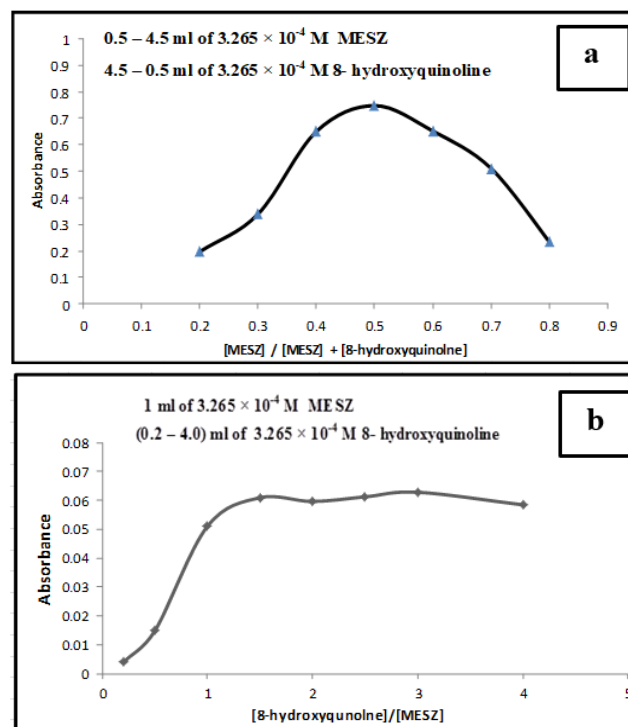 0.5 – 4.5 ml of 3.265 × 10-4 M MESZ
4.5 – 0.5 ml of 3.265 × 10-4 M 8- hydroxyquinoline
a
1
0.9
0.8
0.7
0.6
0.5
0.4
0.3
0.2
0.1
0
Absorbance
0 0.1 0.2 0.3 0.4 0.5 0.6 0.7 0.8 0.9
[MESZ] / [MESZ] + [8-hydroxyquinolne]
1 ml of 3.265 × 10-4 M MESZ
(0.2 – 4.0) ml of 3.265 × 10-4 M 8- hydroxyquinoline
b
0.08
0.07
0.06
0.05
0.04
0.03
0.02
0.01
0
Absorbance
0 1 2 3 4 5
[8-hydroxyqunolne]/[MESZ]